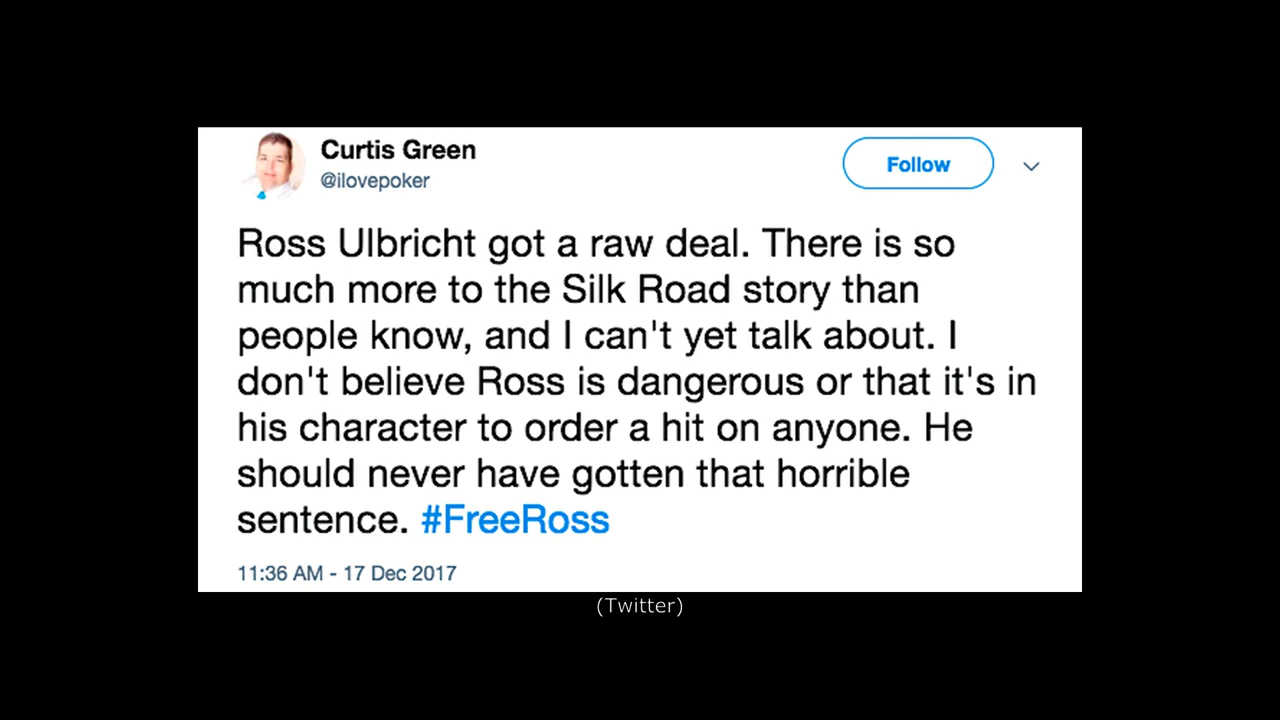 Curtis Green
@ilovepoker
Follow
Ross Ulbricht got a raw deal. There is so
much more to the Silk Road story than
people know, and I can't yet talk about. I
don't believe Ross is dangerous or that it's in
his character to order a hit on anyone. He
should never have gotten that horrible
sentence. #FreeRoss
11:36 AM - 17 Dec 2017
(Twitter)